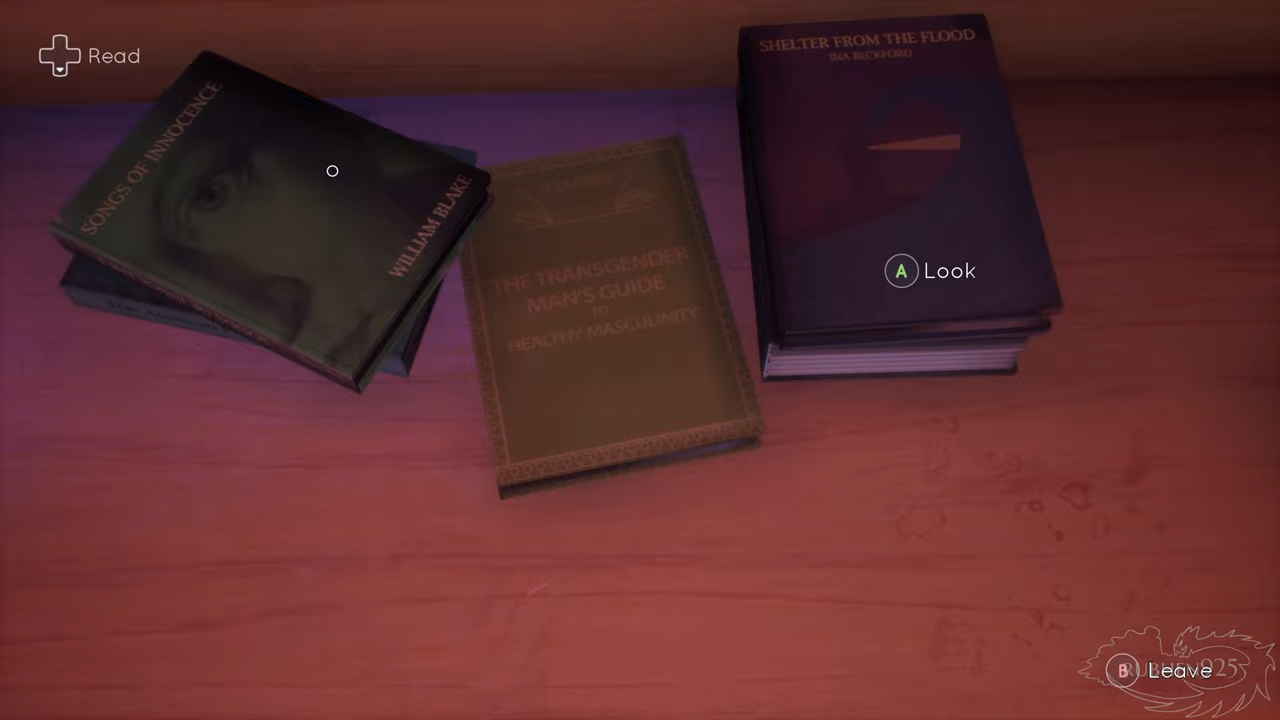 Read
SONGS OF INNOCENCE
WILLIAM BLAKE
THE TRANSGENDER
MAN'S GUIDE
TO
HEALTHY MASCULINITY
SHELTER FROM THE FLOOD
INA BECKFORD
A Look
B Leave